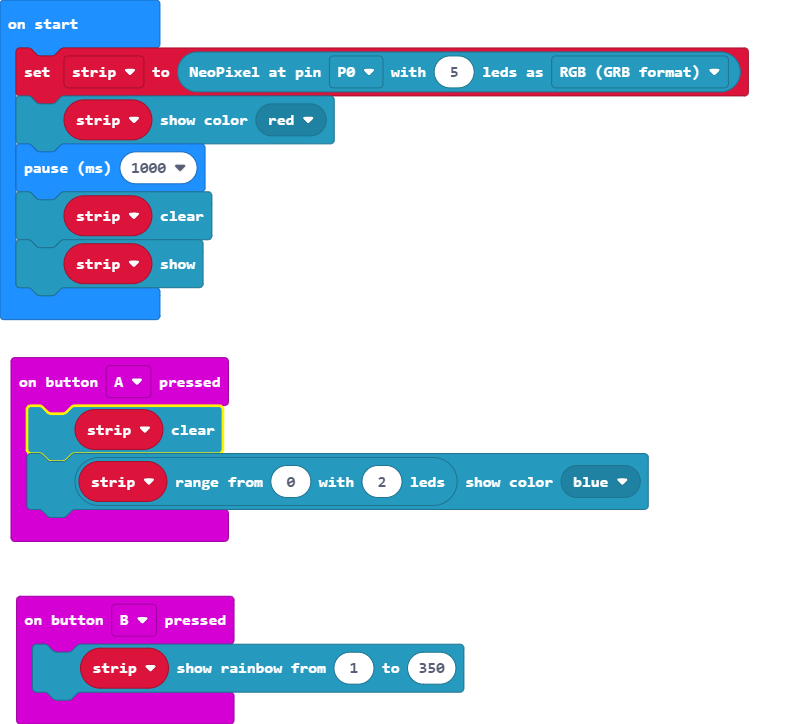 on start
set strip to NeoPixel at pin P0 with 5 leds as RGB (GRB format)
strip show color red
pause (ms) 1000
strip clear
strip show
on button A pressed
strip clear
strip range from 0 with 2 leds show color blue
on button B pressed
strip show rainbow from 1 to 350